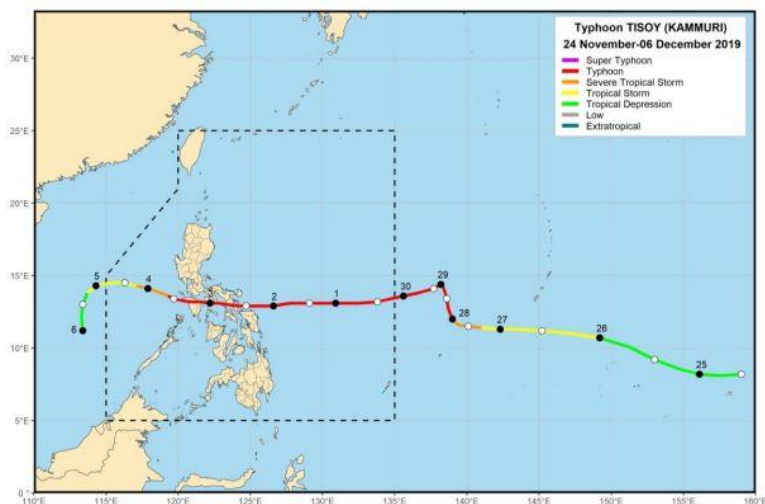 Typhoon TISOY (KAMMURI)
24 November-06 December 2019
Super Typhoon
Typhoon
Severe Tropical Storm
Tropical Storm
Tropical Depression
Low
Extratropical
30°N
25°N
20°N
15°N
10°N
5°N
0°
5
4
3
2
1
30
29
28
27
26
25
6
110°E 115°E 120°E 125°E 130°E 135°E 140°E 145°E 150°E 155°E 160°E